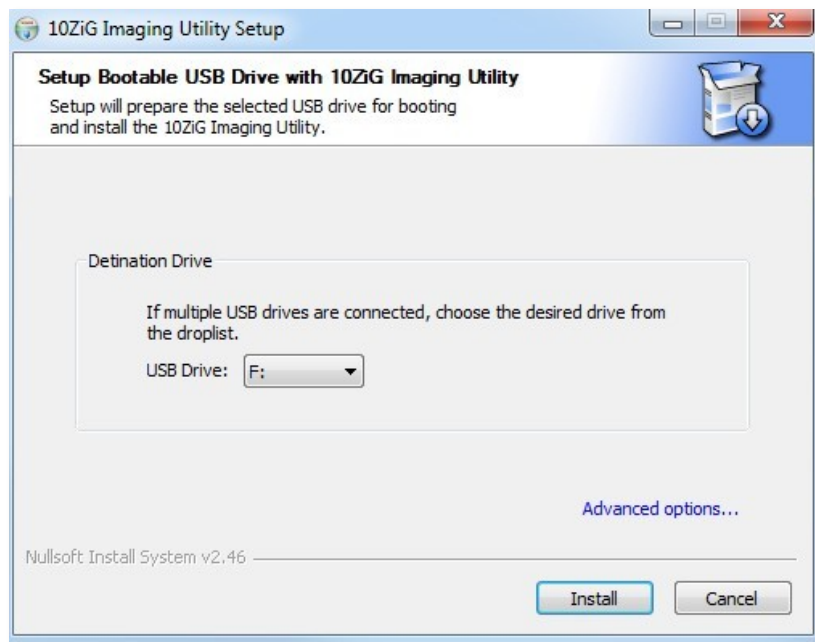 10ZiG Imaging Utility Setup
Setup Bootable USB Drive with 10ZiG Imaging Utility
Setup will prepare the selected USB drive for booting
and install the 10ZiG Imaging Utility.
Detination Drive
If multiple USB drives are connected, choose the desired drive from
the droplist.
USB Drive: F:
Advanced options...
Nullsoft Install System v2.46
Install Cancel